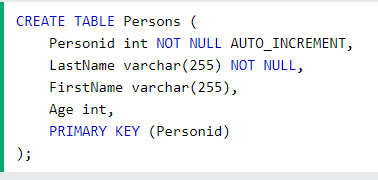 CREATE TABLE Persons (
    Personid int NOT NULL AUTO_INCREMENT,
    LastName varchar(255) NOT NULL,
    FirstName varchar(255),
    Age int,
    PRIMARY KEY (Personid)
);